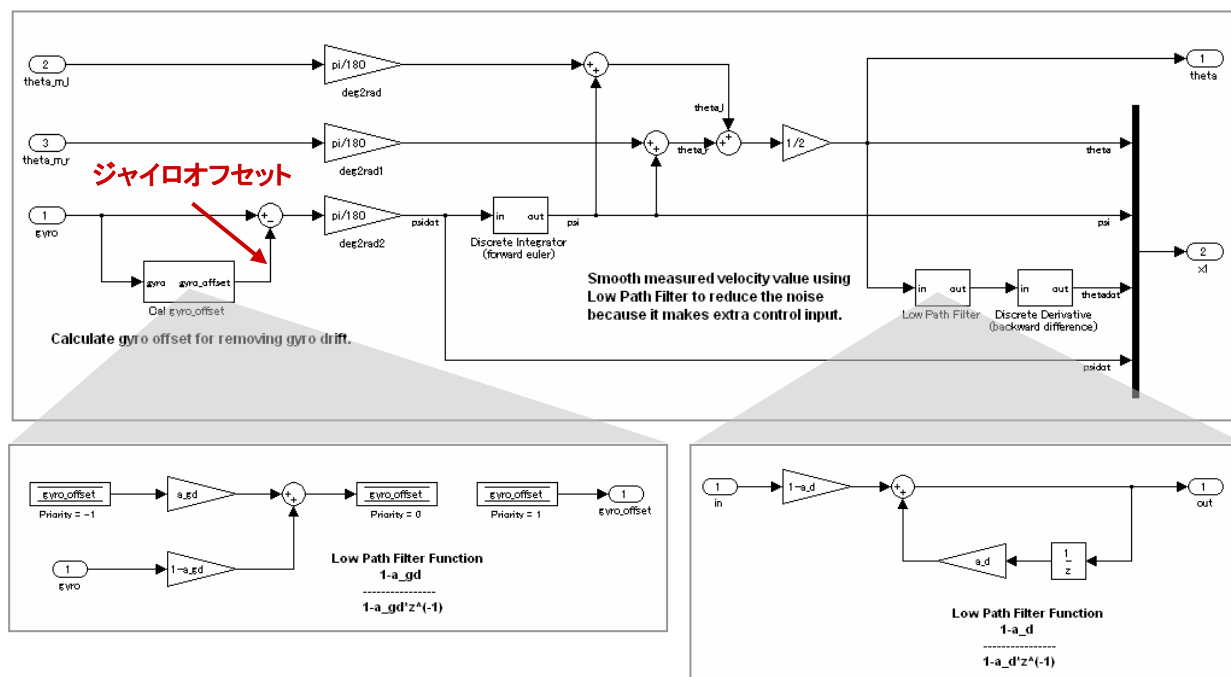 2
theta_m_l
pi/180
deg2rad
+
+
1
theta
theta_l
3
theta_m_r
pi/180
deg2rad1
+
+
theta_r
+
+
1/2
theta
ジャイロオフセット
1
gyro
+
−
pi/180
deg2rad2
psidot
in out
Discrete Integrator
(forward euler)
psi
psi
2
x1
gyro gyro_offset
Cal gyro_offset
Calculate gyro offset for removing gyro drift.
Smooth measured velocity value using
Low Path Filter to reduce the noise
because it makes extra control input.
in out
Low Path Filter
in out
Discrete Derivative
(backward difference)
thetadot
psidot
gyro_offset
Priority = -1
a_gd
+
+
gyro_offset
Priority = 0
gyro_offset
Priority = 1
1
gyro_offset
1
gyro
1-a_gd
Low Path Filter Function
1-a_gd
----------------
1-a_gd*z^(-1)
1
in
1-a_d
+
+
1
out
a_d
1
z
Low Path Filter Function
1-a_d
----------------
1-a_d*z^(-1)